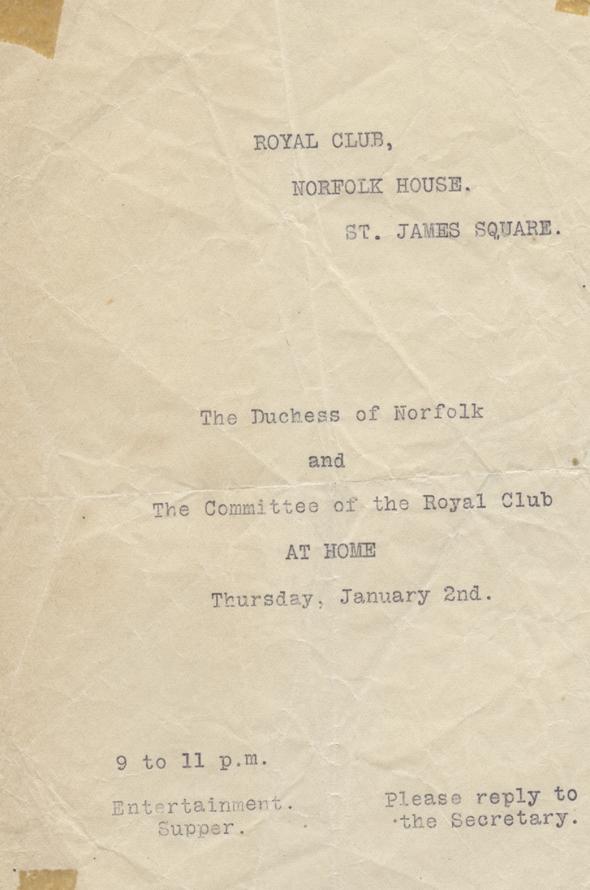 ROYAL CLUB,
NORFOLK HOUSE.
ST. JAMES SQUARE.
The Duchess of Norfolk
and
The Committee of the Royal Club
AT HOME
Thursday, January 2nd.
9 to 11 p.m.
Entertainment.
Supper.
Please reply to
the Secretary.